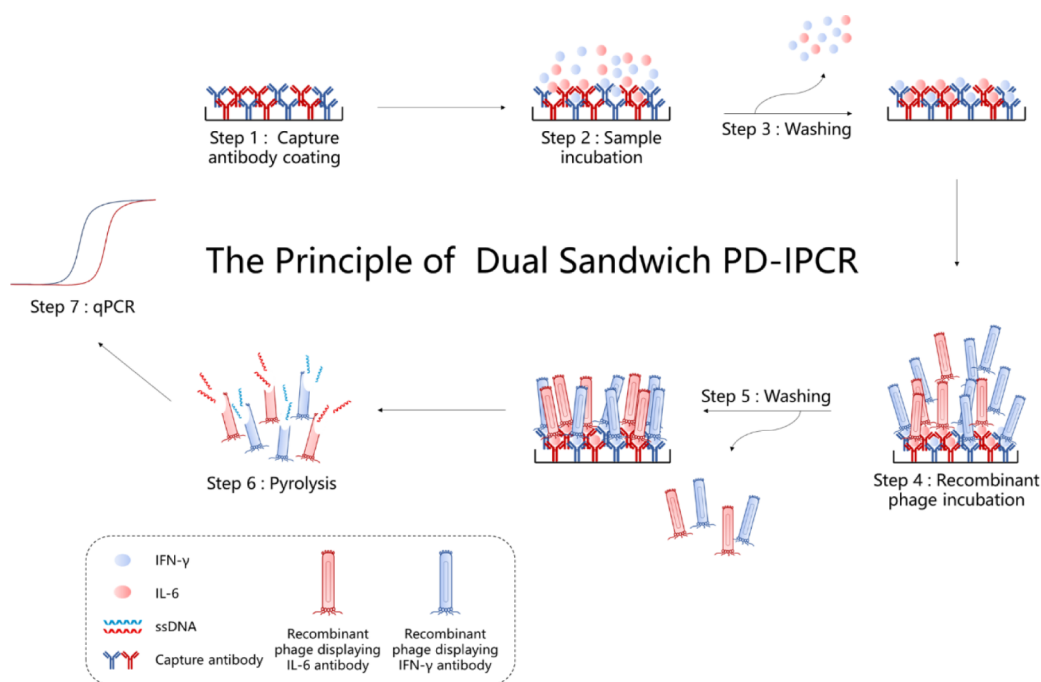 Step 1 : Capture
antibody coating
Step 2 : Sample
incubation
Step 3 : Washing
The Principle of Dual Sandwich PD-IPCR
Step 7 : qPCR
Step 6 : Pyrolysis
Step 5 : Washing
Step 4 : Recombinant
phage incubation
IFN-γ
IL-6
ssDNA
Capture antibody
Recombinant
phage displaying
IL-6 antibody
Recombinant
phage displaying
IFN-γ antibody